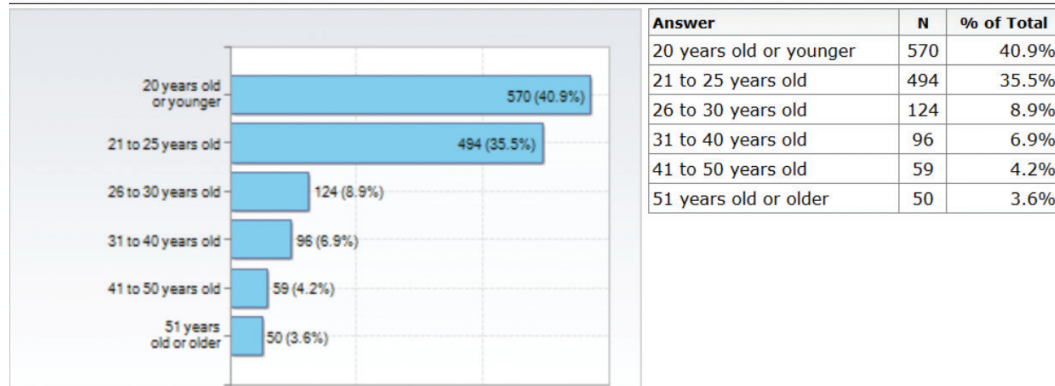 20 years old
or younger
570 (40.9%)
21 to 25 years old
494 (35.5%)
26 to 30 years old
124 (8.9%)
31 to 40 years old
96 (6.9%)
41 to 50 years old
59 (4.2%)
51 years
old or older
50 (3.6%)
Answer N % of Total
20 years old or younger 570 40.9%
21 to 25 years old 494 35.5%
26 to 30 years old 124 8.9%
31 to 40 years old 96 6.9%
41 to 50 years old 59 4.2%
51 years old or older 50 3.6%